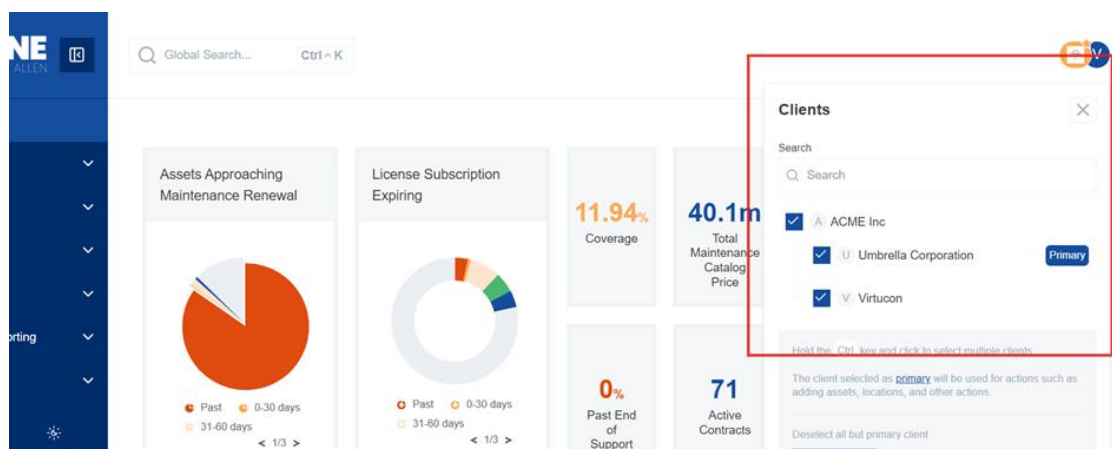 NE
ALLEN
Global Search...
Ctrl ^ K
V
Clients
Search
Search
A ACME Inc
U Umbrella Corporation
Primary
V Virtucon
Hold the Ctrl key and click to select multiple clients
The client selected as primary will be used for actions such as
adding assets, locations, and other actions.
Deselect all but primary client
Assets Approaching
Maintenance Renewal
Past
0-30 days
31-60 days
< 1/3 >
License Subscription
Expiring
Past
0-30 days
31-60 days
< 1/3 >
11.94%
Coverage
40.1m
Total
Maintenance
Catalog
Price
0%
Past End
of
Support
71
Active
Contracts
orting